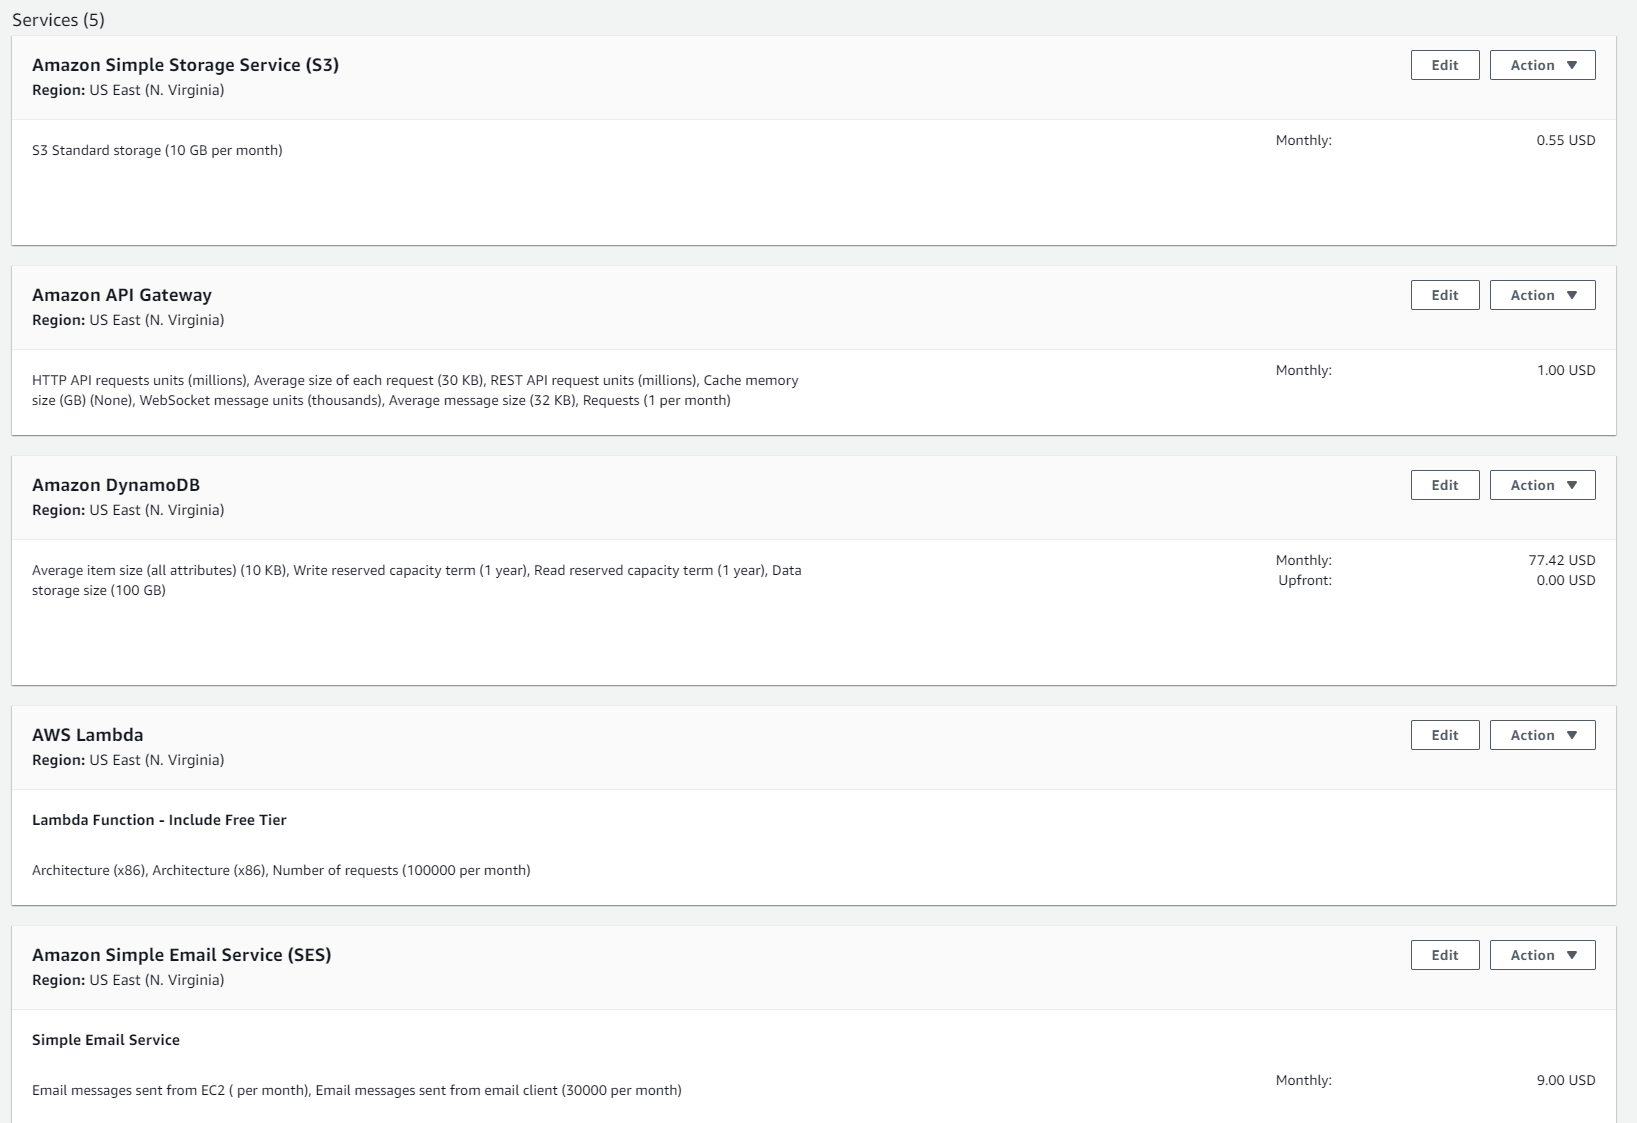 Services (5)
Amazon Simple Storage Service (S3)
Edit
Action
Region: US East (N. Virginia)
S3 Standard storage (10 GB per month)
Monthly: 0.55 USD
Amazon API Gateway
Edit
Action
Region: US East (N. Virginia)
HTTP API requests units (millions), Average size of each request (30 KB), REST API request units (millions), Cache memory
size (GB) (None), WebSocket message units (thousands), Average message size (32 KB), Requests (1 per month)
Monthly: 1.00 USD
Amazon DynamoDB
Edit
Action
Region: US East (N. Virginia)
Average item size (all attributes) (10 KB), Write reserved capacity term (1 year), Read reserved capacity term (1 year), Data
storage size (100 GB)
Monthly: 77.42 USD
Upfront: 0.00 USD
AWS Lambda
Edit
Action
Region: US East (N. Virginia)
Lambda Function - Include Free Tier
Architecture (x86), Architecture (x86), Number of requests (100000 per month)
Amazon Simple Email Service (SES)
Edit
Action
Region: US East (N. Virginia)
Simple Email Service
Email messages sent from EC2 ( per month), Email messages sent from email client (30000 per month)
Monthly: 9.00 USD